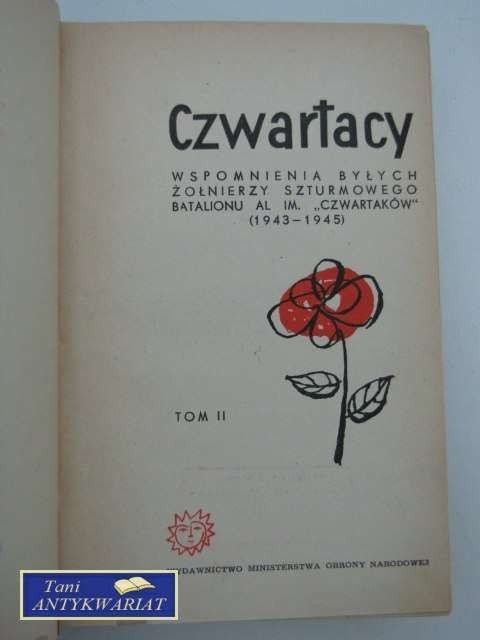 Czwartacy
WSPOMNIENIA BYŁYCH
ŻOŁNIERZY SZTURMOWEGO
BATALIONU AL IM. „CZWARTAKÓW"
(1943–1945)
TOM II
WYDAWNICTWO MINISTERSTWA OBRONY NARODOWEJ
Tani
ANTYKWARIAT